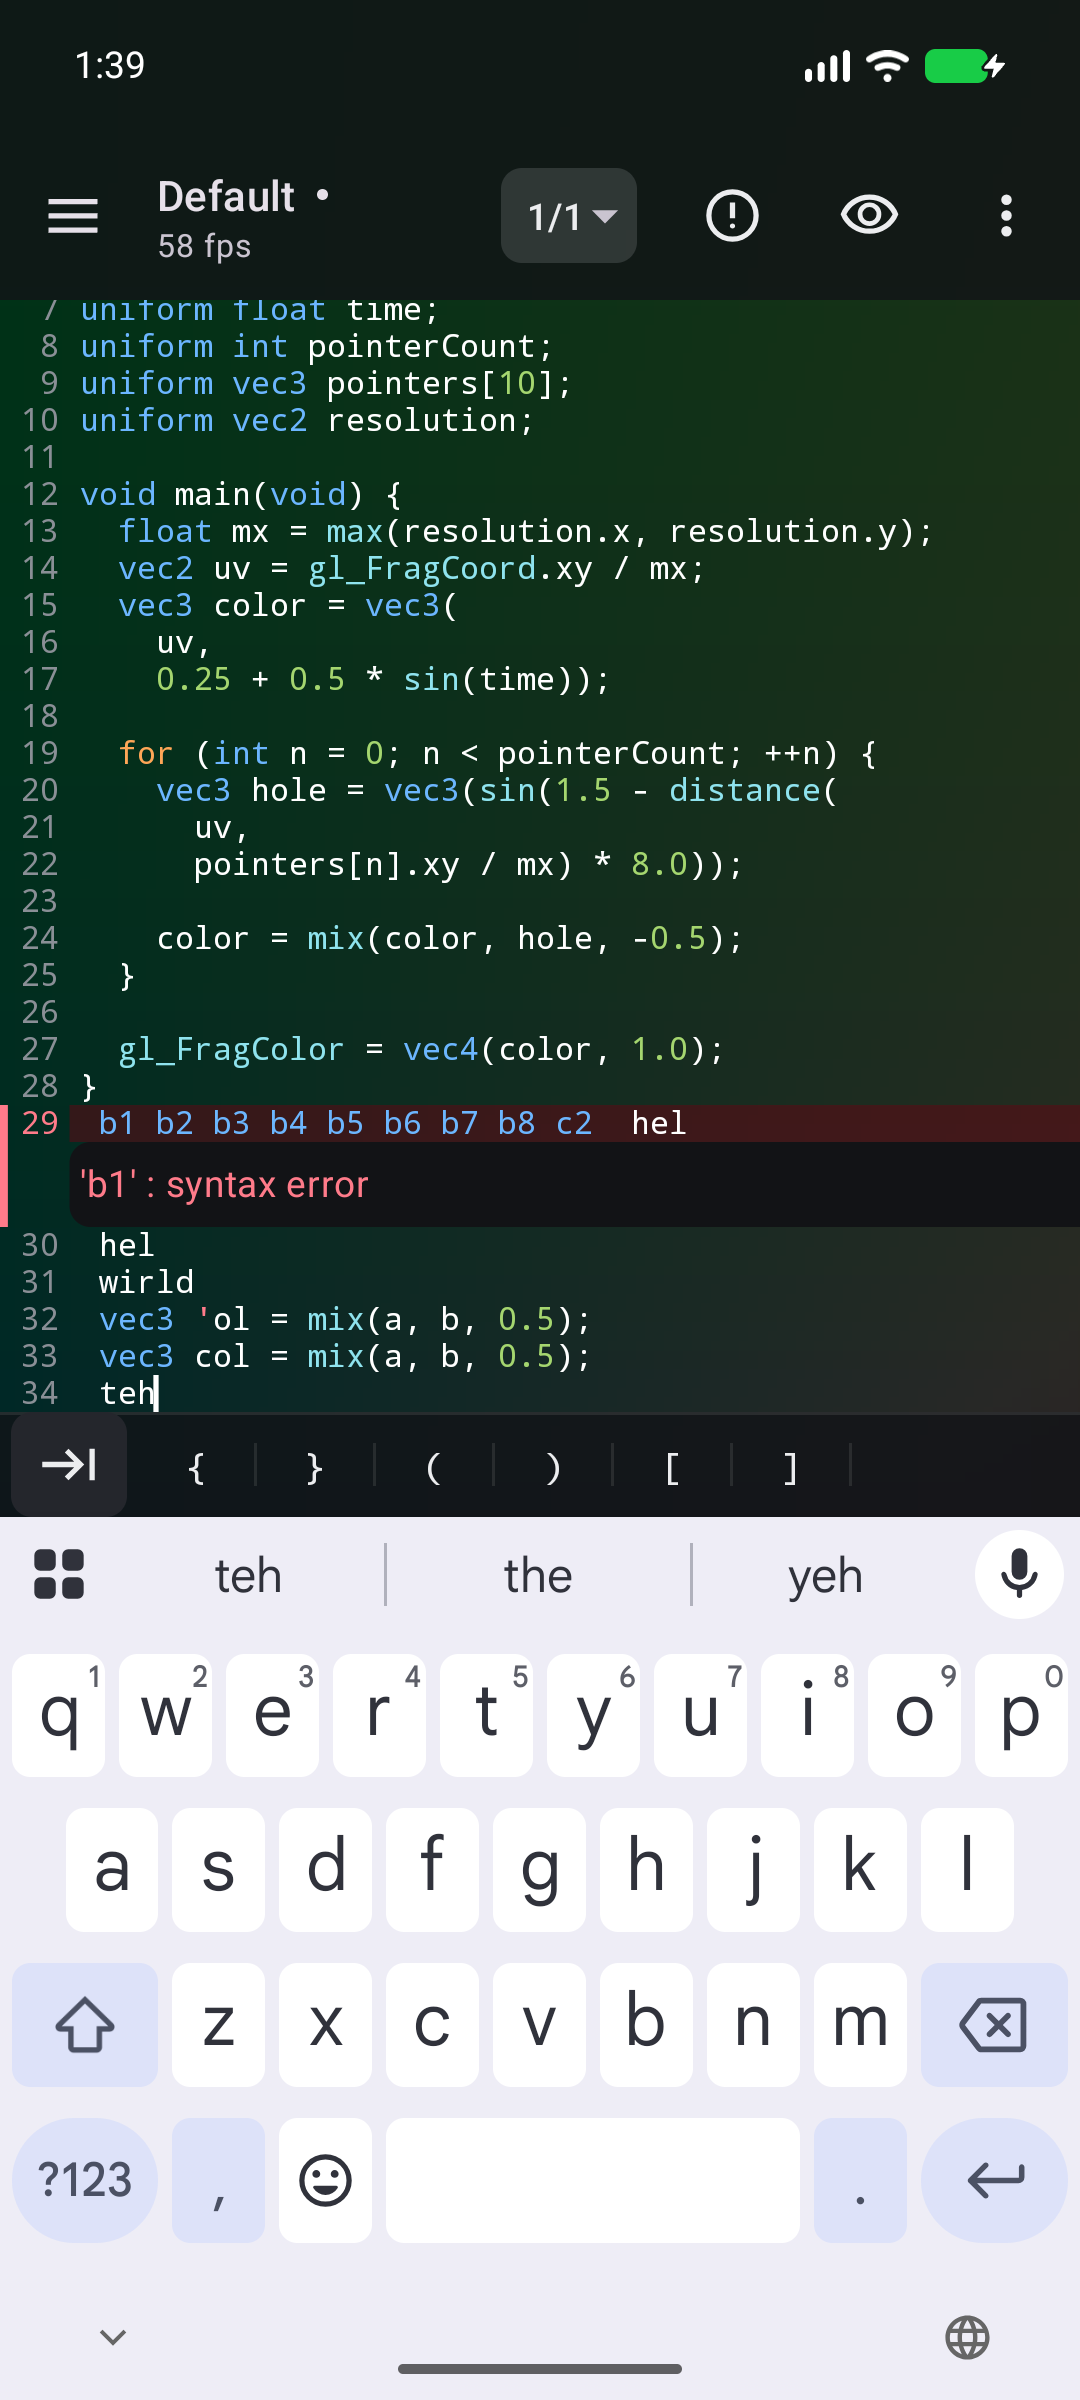 1:39
Default •
58 fps
1/1
7 uniform float time;
8 uniform int pointerCount;
9 uniform vec3 pointers[10];
10 uniform vec2 resolution;
11
12 void main(void) {
13   float mx = max(resolution.x, resolution.y);
14   vec2 uv = gl_FragCoord.xy / mx;
15   vec3 color = vec3(
16     uv,
17     0.25 + 0.5 * sin(time));
18
19   for (int n = 0; n < pointerCount; ++n) {
20     vec3 hole = vec3(sin(1.5 - distance(
21       uv,
22       pointers[n].xy / mx) * 8.0));
23
24     color = mix(color, hole, -0.5);
25   }
26
27   gl_FragColor = vec4(color, 1.0);
28 }
29  b1 b2 b3 b4 b5 b6 b7 b8 c2  hel
'b1' : syntax error
30  hel
31  wirld
32  vec3 'ol = mix(a, b, 0.5);
33  vec3 col = mix(a, b, 0.5);
34  teh
{ } ( ) [ ]
teh the yeh
q1 w2 e3 r4 t5 y6 u7 i8 o9 p0
a s d f g h j k l
z x c v b n m
?123 , .